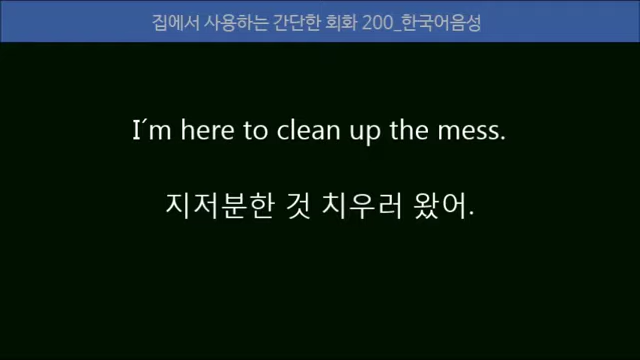 집에서 사용하는 간단한 회화 200_한국어음성
I´m here to clean up the mess.
지저분한 것 치우러 왔어.